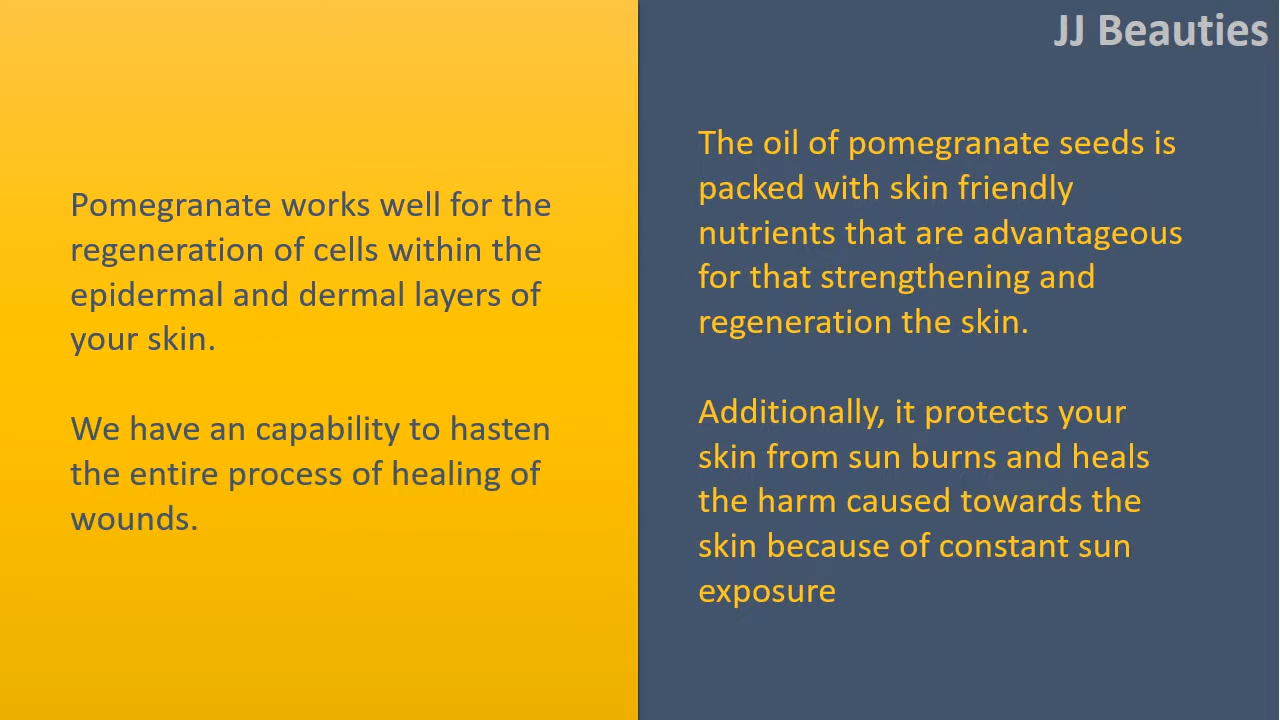 JJ Beauties
Pomegranate works well for the
regeneration of cells within the
epidermal and dermal layers of
your skin.
We have an capability to hasten
the entire process of healing of
wounds.
The oil of pomegranate seeds is
packed with skin friendly
nutrients that are advantageous
for that strengthening and
regeneration the skin.
Additionally, it protects your
skin from sun burns and heals
the harm caused towards the
skin because of constant sun
exposure